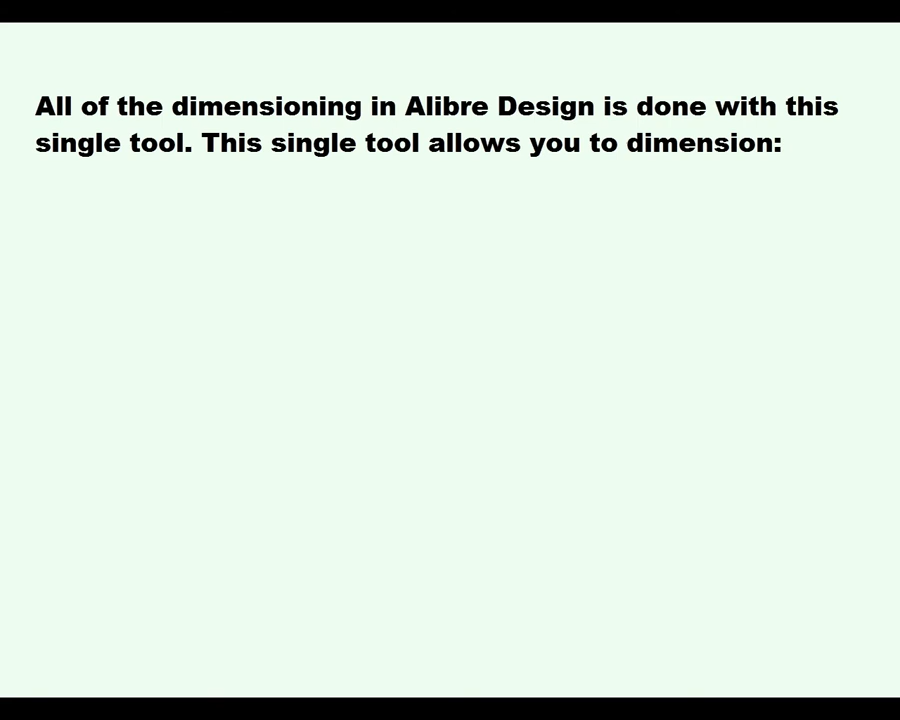 All of the dimensioning in Alibre Design is done with this
single tool. This single tool allows you to dimension: